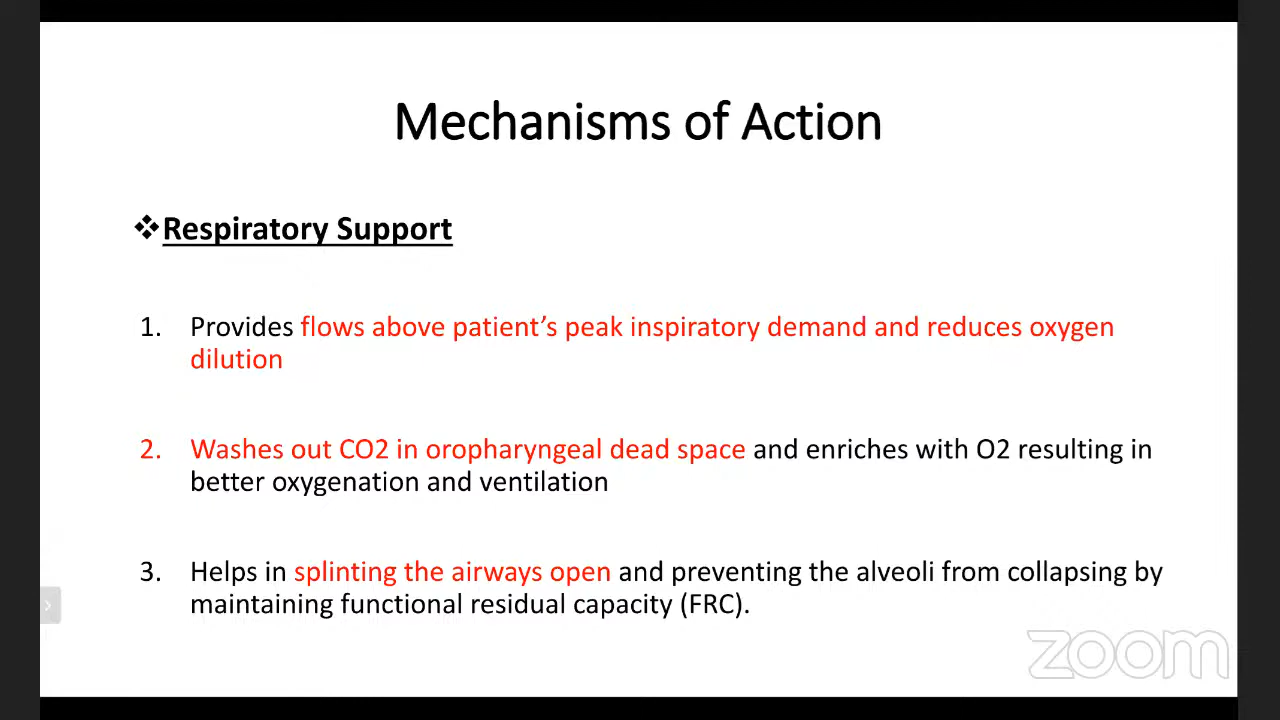 Mechanisms of Action
❖Respiratory Support
1. Provides flows above patient’s peak inspiratory demand and reduces oxygen
dilution
2. Washes out CO2 in oropharyngeal dead space and enriches with O2 resulting in
better oxygenation and ventilation
3. Helps in splinting the airways open and preventing the alveoli from collapsing by
maintaining functional residual capacity (FRC).
zoom